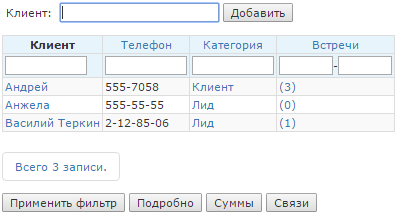 Клиент: Добавить
Клиент Телефон Категория Встречи
-
Андрей 555-7058 Клиент (3)
Анжела 555-55-55 Лид (0)
Василий Теркин 2-12-85-06 Лид (1)
Всего 3 записи.
Применить фильтр Подробно Суммы Связи